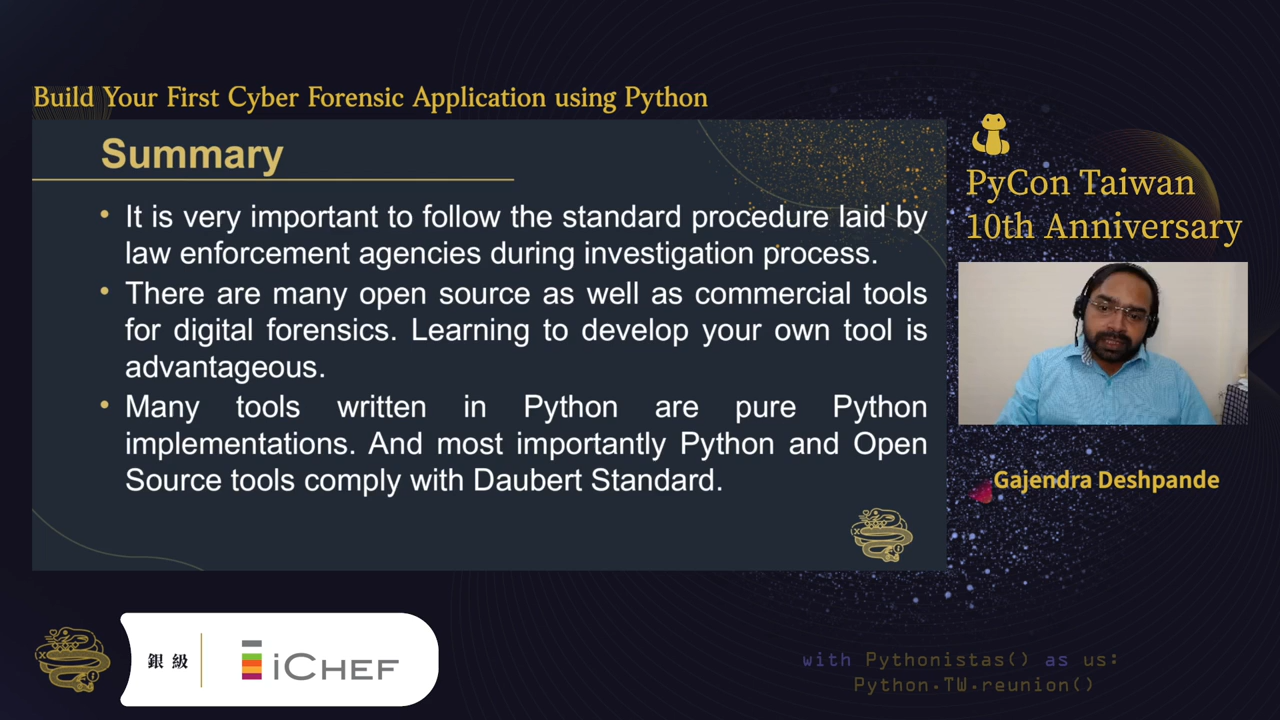 Build Your First Cyber Forensic Application using Python
Summary
• It is very important to follow the standard procedure laid by
law enforcement agencies during investigation process.
• There are many open source as well as commercial tools
for digital forensics. Learning to develop your own tool is
advantageous.
• Many tools written in Python are pure Python
implementations. And most importantly Python and Open
Source tools comply with Daubert Standard.
PyCon Taiwan
10th Anniversary
Gajendra Deshpande
銀級
iCHEF
with Pythonistas() as us:
Python.TW.reunion()